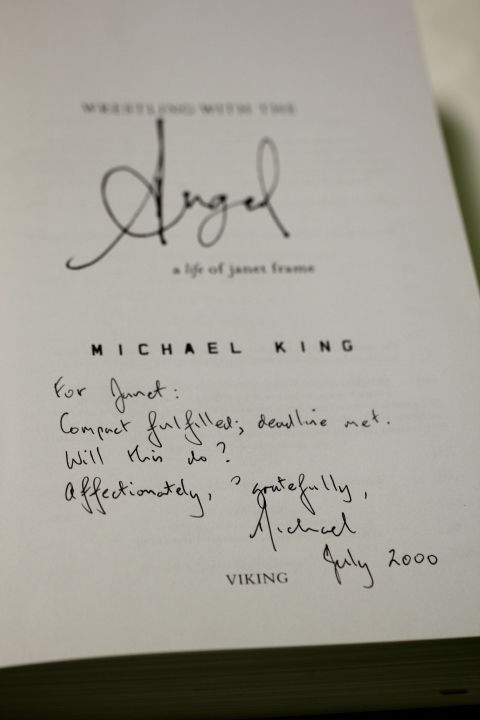 WRESTLING WITH THE
Angel
a life of janet frame
MICHAEL KING
For Janet:
Compact fulfilled; deadline met.
Will this do?
Affectionately, & gratefully,
Michael
July 2000
VIKING